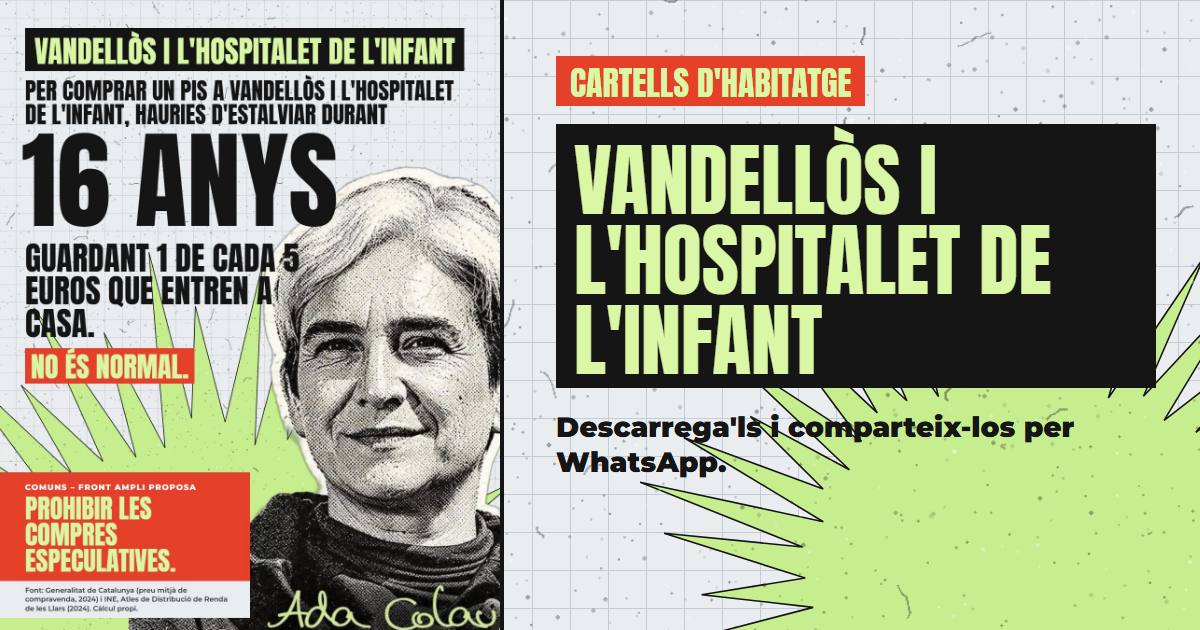 VANDELLÒS I L'HOSPITALET DE L'INFANT
PER COMPRAR UN PIS A VANDELLÒS I L'HOSPITALET
DE L'INFANT, HAURIES D'ESTALVIAR DURANT
16 ANYS
GUARDANT 1 DE CADA 5
EUROS QUE ENTREN A
CASA.
NO ÉS NORMAL.
COMUNS – FRONT AMPLI PROPOSA
PROHIBIR LES
COMPRES
ESPECULATIVES.
Font: Generalitat de Catalunya (preu mitjà de
compravenda, 2024) i INE, Atles de Distribució de Renda
de les Llars (2024). Càlcul propi.
Ada Colau
CARTELLS D'HABITATGE
VANDELLÒS I
L'HOSPITALET DE
L'INFANT
Descarrega'ls i comparteix-los per
WhatsApp.